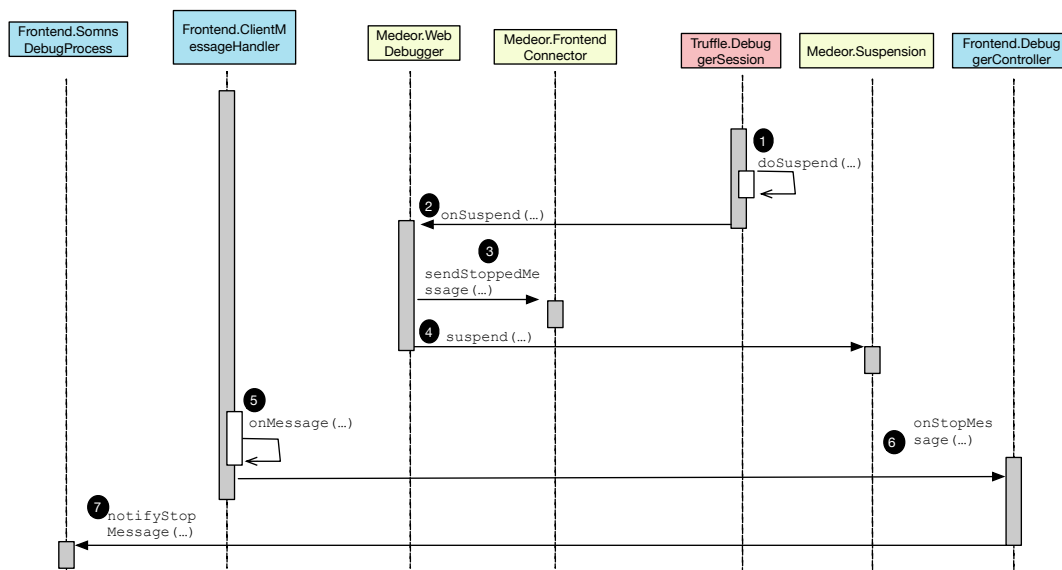 Frontend.Somns
DebugProcess
Frontend.ClientM
essageHandler
Medeor.Web
Debugger
Medeor.Frontend
Connector
Truffle.Debug
gerSession
Medeor.Suspension
Frontend.Debug
gerController
1
doSuspend(…)
2
onSuspend(…)
3
sendStoppedMe
ssage(…)
4
suspend(…)
5
onMessage(…)
6
onStopMes
sage(…)
7
notifyStop
Message(…)